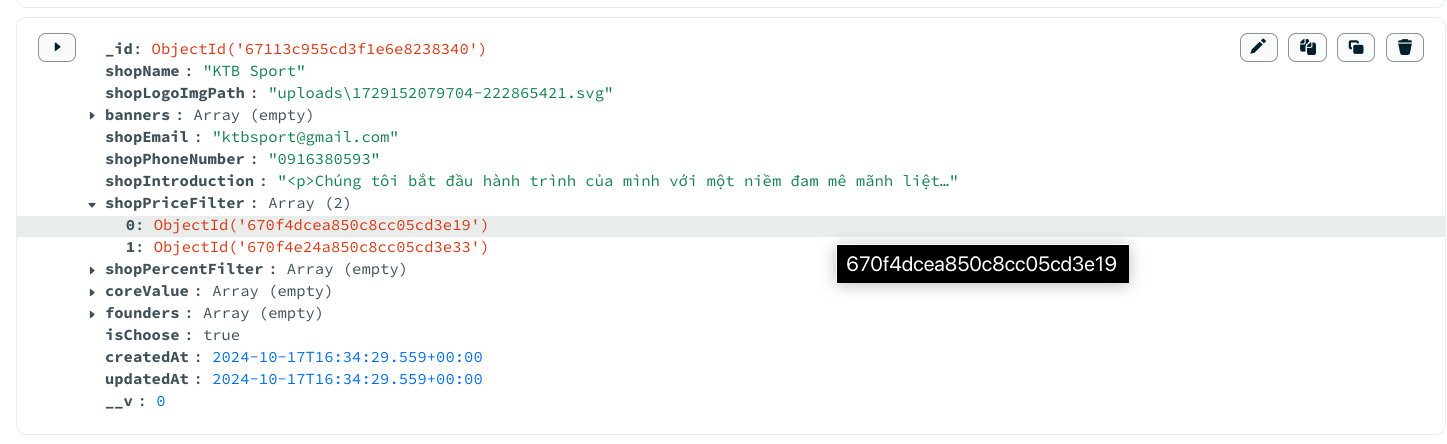 _id: ObjectId('67113c955cd3f1e6e8238340')
shopName : "KTB Sport"
shopLogoImgPath : "uploads\1729152079704-222865421.svg"
banners : Array (empty)
shopEmail : "ktbsport@gmail.com"
shopPhoneNumber : "0916380593"
shopIntroduction : "<p>Chúng tôi bắt đầu hành trình của mình với một niềm đam mê mãnh liệt…"
shopPriceFilter : Array (2)
0: ObjectId('670f4dcea850c8cc05cd3e19')
1: ObjectId('670f4e24a850c8cc05cd3e33')
670f4dcea850c8cc05cd3e19
shopPercentFilter : Array (empty)
coreValue : Array (empty)
founders : Array (empty)
isChoose : true
createdAt : 2024-10-17T16:34:29.559+00:00
updatedAt : 2024-10-17T16:34:29.559+00:00
__v : 0